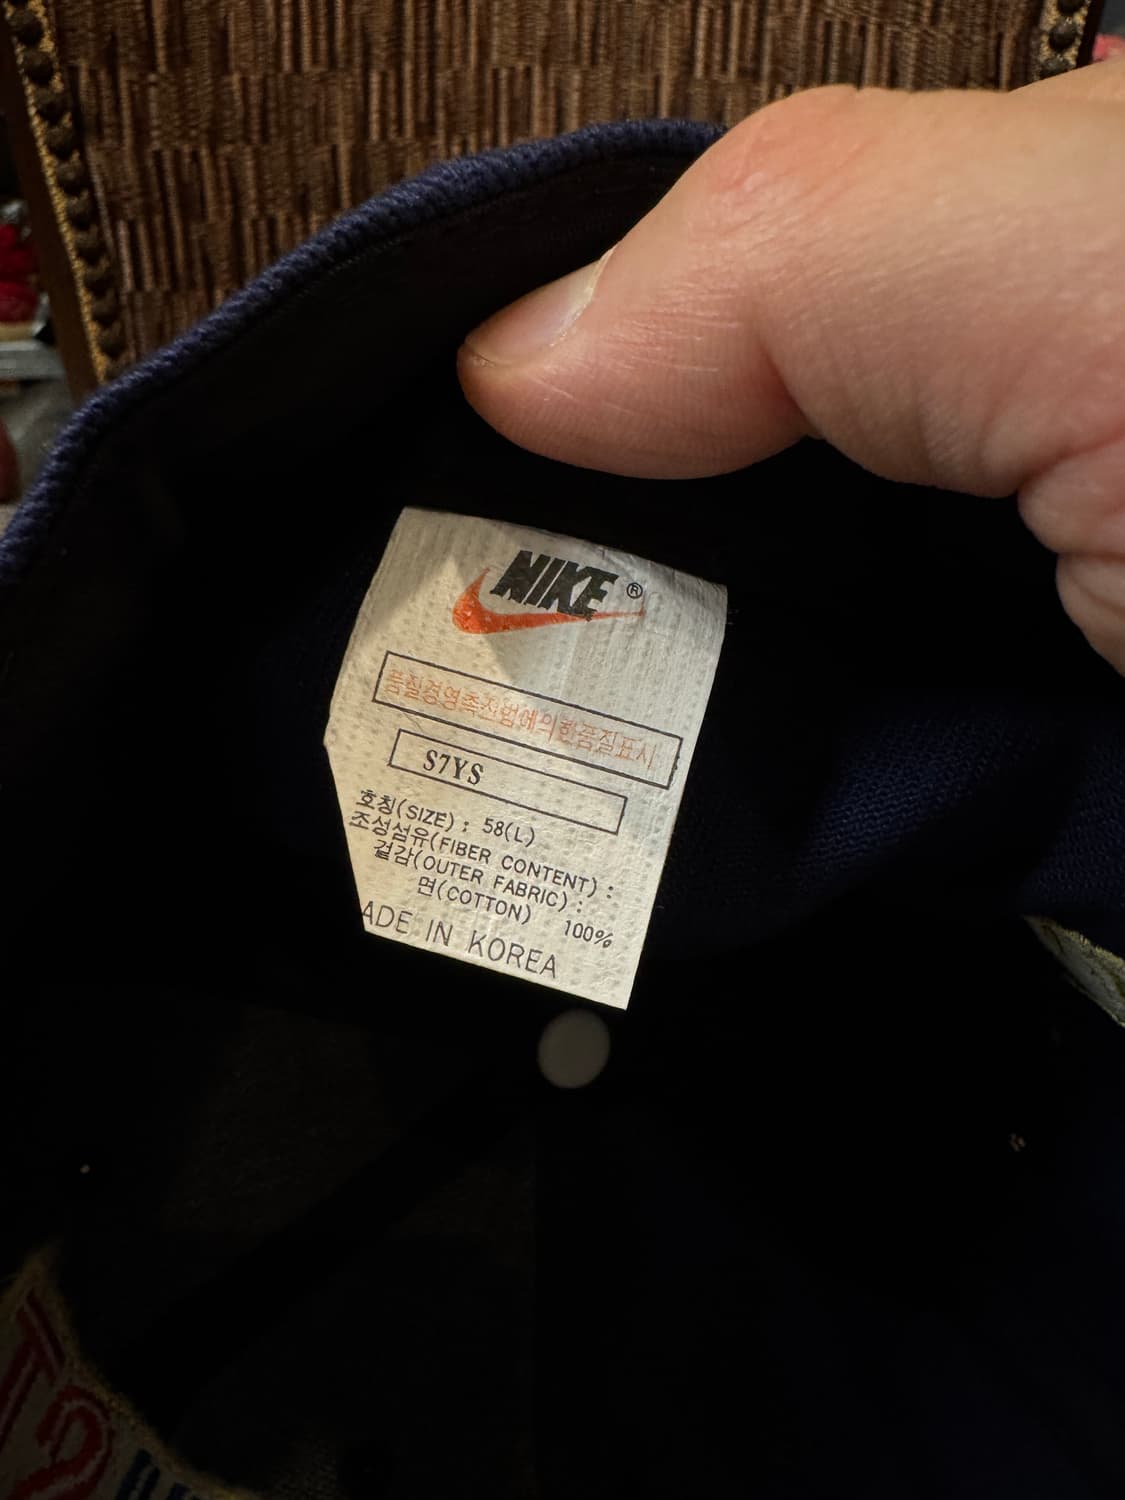 NIKE ®
품질경영촉진법에의한품질표시
S7YS
호칭(SIZE) : 58(L)
조성섬유(FIBER CONTENT) :
겉감(OUTER FABRIC) :
면(COTTON) 100%
ADE IN KOREA